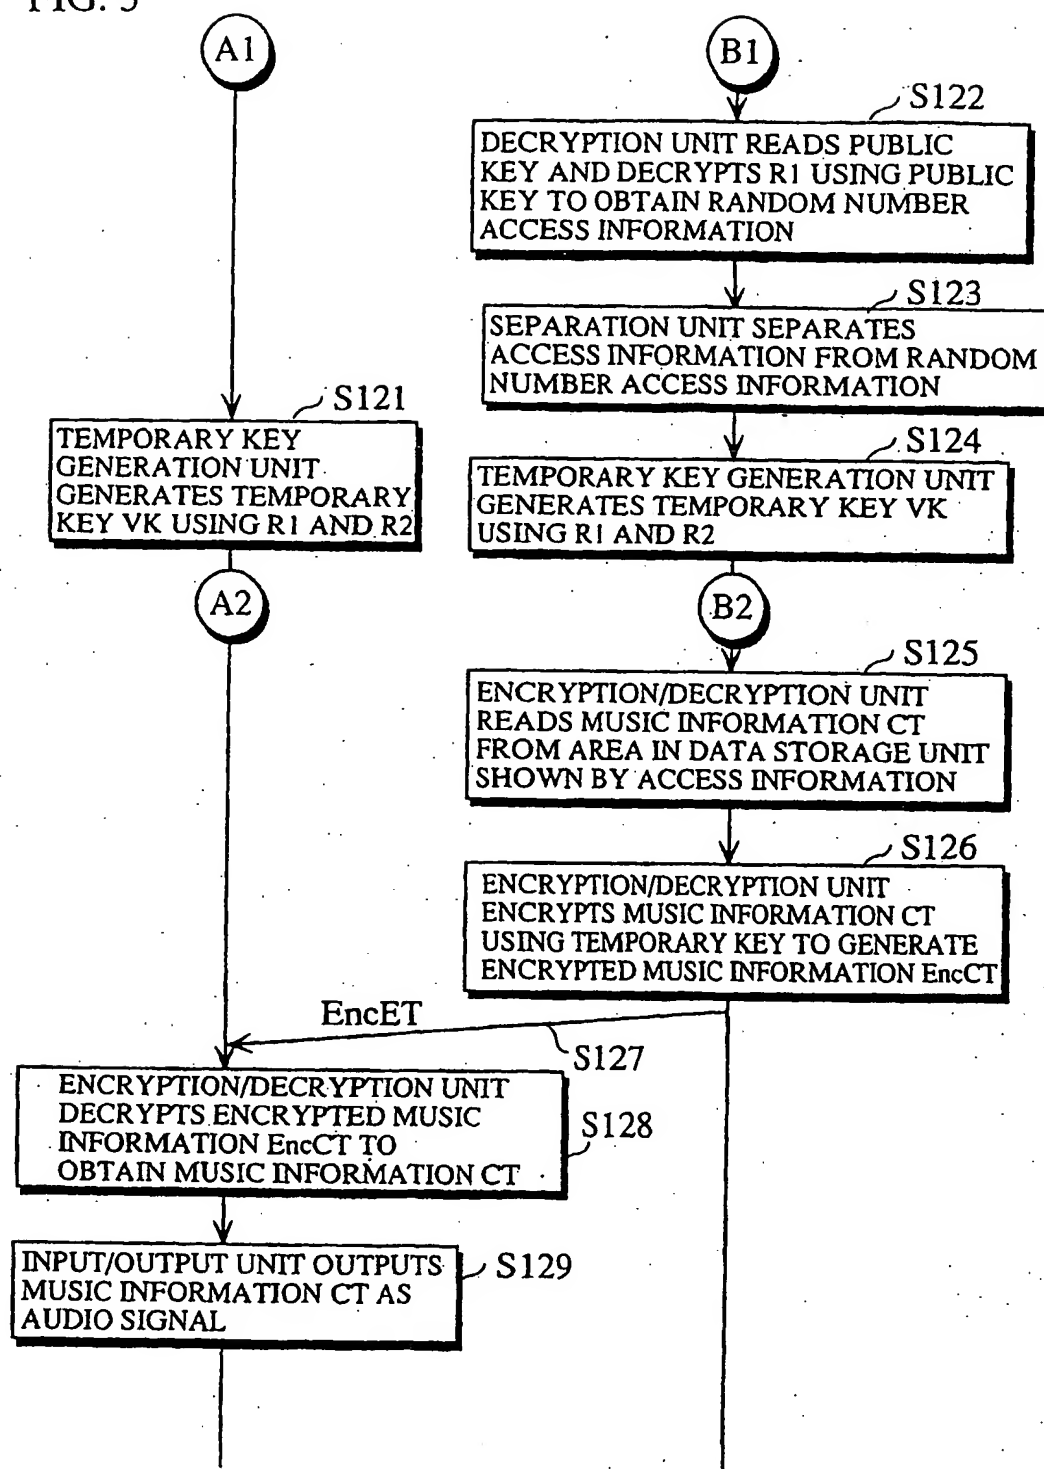 FIG. 5
A1
B1
S122
DECRYPTION UNIT READS PUBLIC
KEY AND DECRYPTS R1 USING PUBLIC
KEY TO OBTAIN RANDOM NUMBER
ACCESS INFORMATION
S123
SEPARATION UNIT SEPARATES
ACCESS INFORMATION FROM RANDOM
NUMBER ACCESS INFORMATION
S121
TEMPORARY KEY
GENERATION UNIT
GENERATES TEMPORARY
KEY VK USING R1 AND R2
S124
TEMPORARY KEY GENERATION UNIT
GENERATES TEMPORARY KEY VK
USING R1 AND R2
A2
B2
S125
ENCRYPTION/DECRYPTION UNIT
READS MUSIC INFORMATION CT
FROM AREA IN DATA STORAGE UNIT
SHOWN BY ACCESS INFORMATION
S126
ENCRYPTION/DECRYPTION UNIT
ENCRYPTS MUSIC INFORMATION CT
USING TEMPORARY KEY TO GENERATE
ENCRYPTED MUSIC INFORMATION EncCT
EncET
S127
ENCRYPTION/DECRYPTION UNIT
DECRYPTS ENCRYPTED MUSIC
INFORMATION EncCT TO
OBTAIN MUSIC INFORMATION CT
S128
INPUT/OUTPUT UNIT OUTPUTS
MUSIC INFORMATION CT AS
AUDIO SIGNAL
S129